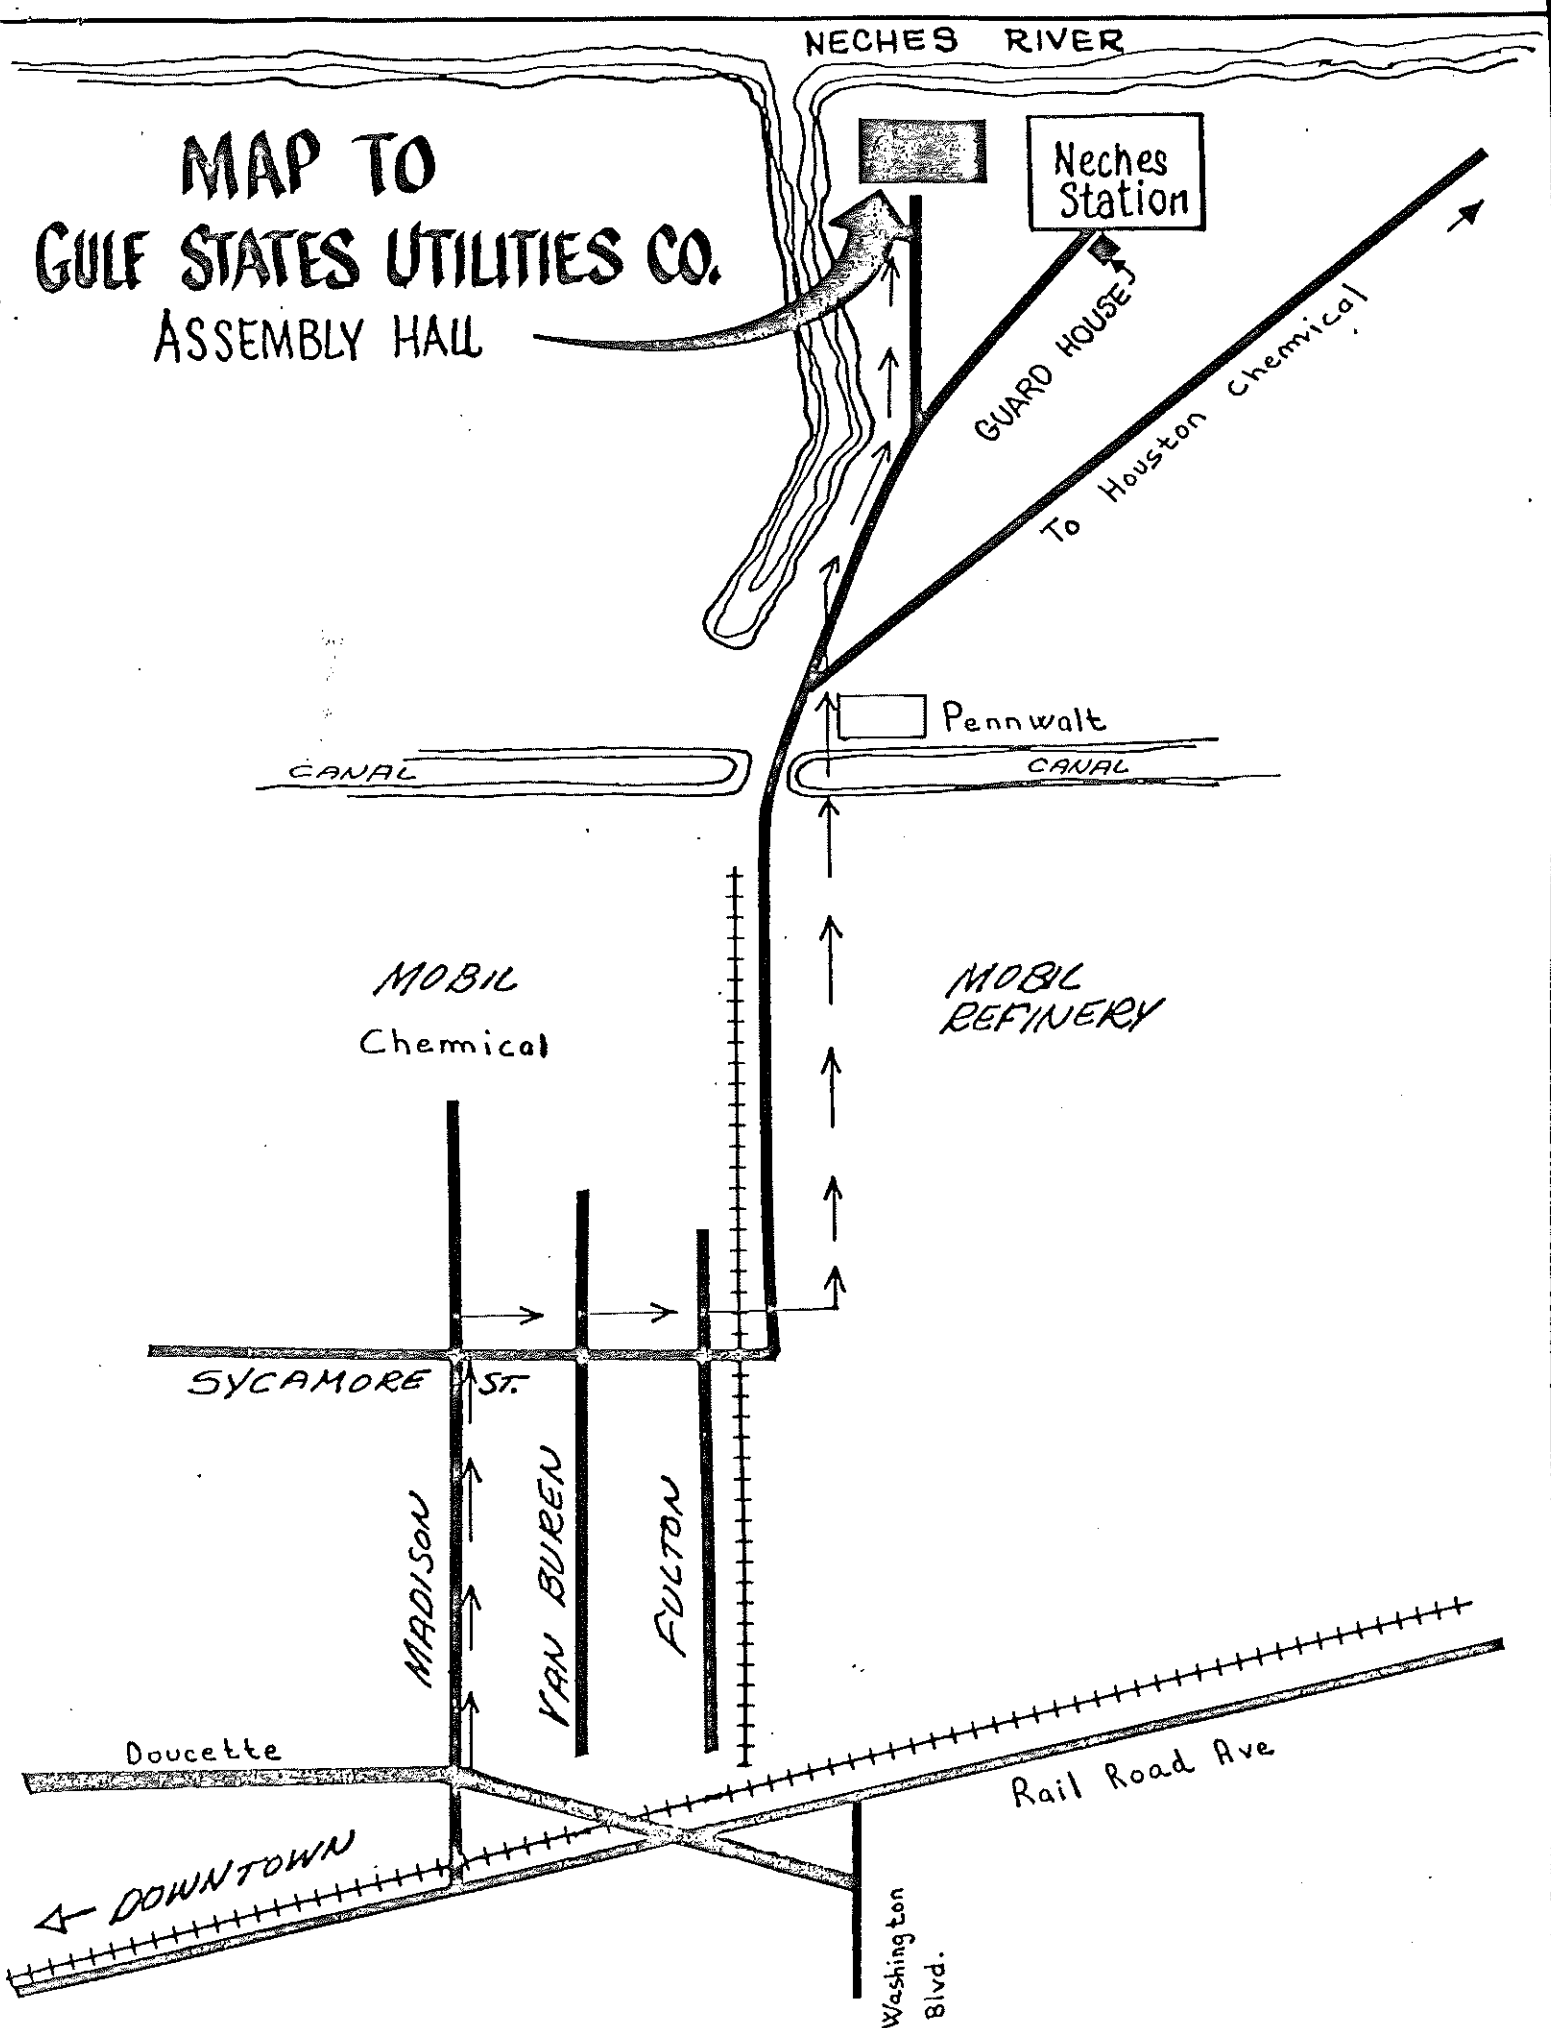 NECHES RIVER
MAP TO
GULF STATES UTILITIES CO.
ASSEMBLY HALL
Neches
Station
GUARD HOUSE
To Houston Chemical
Pennwalt
CANAL
CANAL
MOBIL
Chemical
MOBIL
REFINERY
SYCAMORE ST.
MADISON
VAN BUREN
FULTON
Doucette
DOWNTOWN
Rail Road Ave
Washington
Blvd.